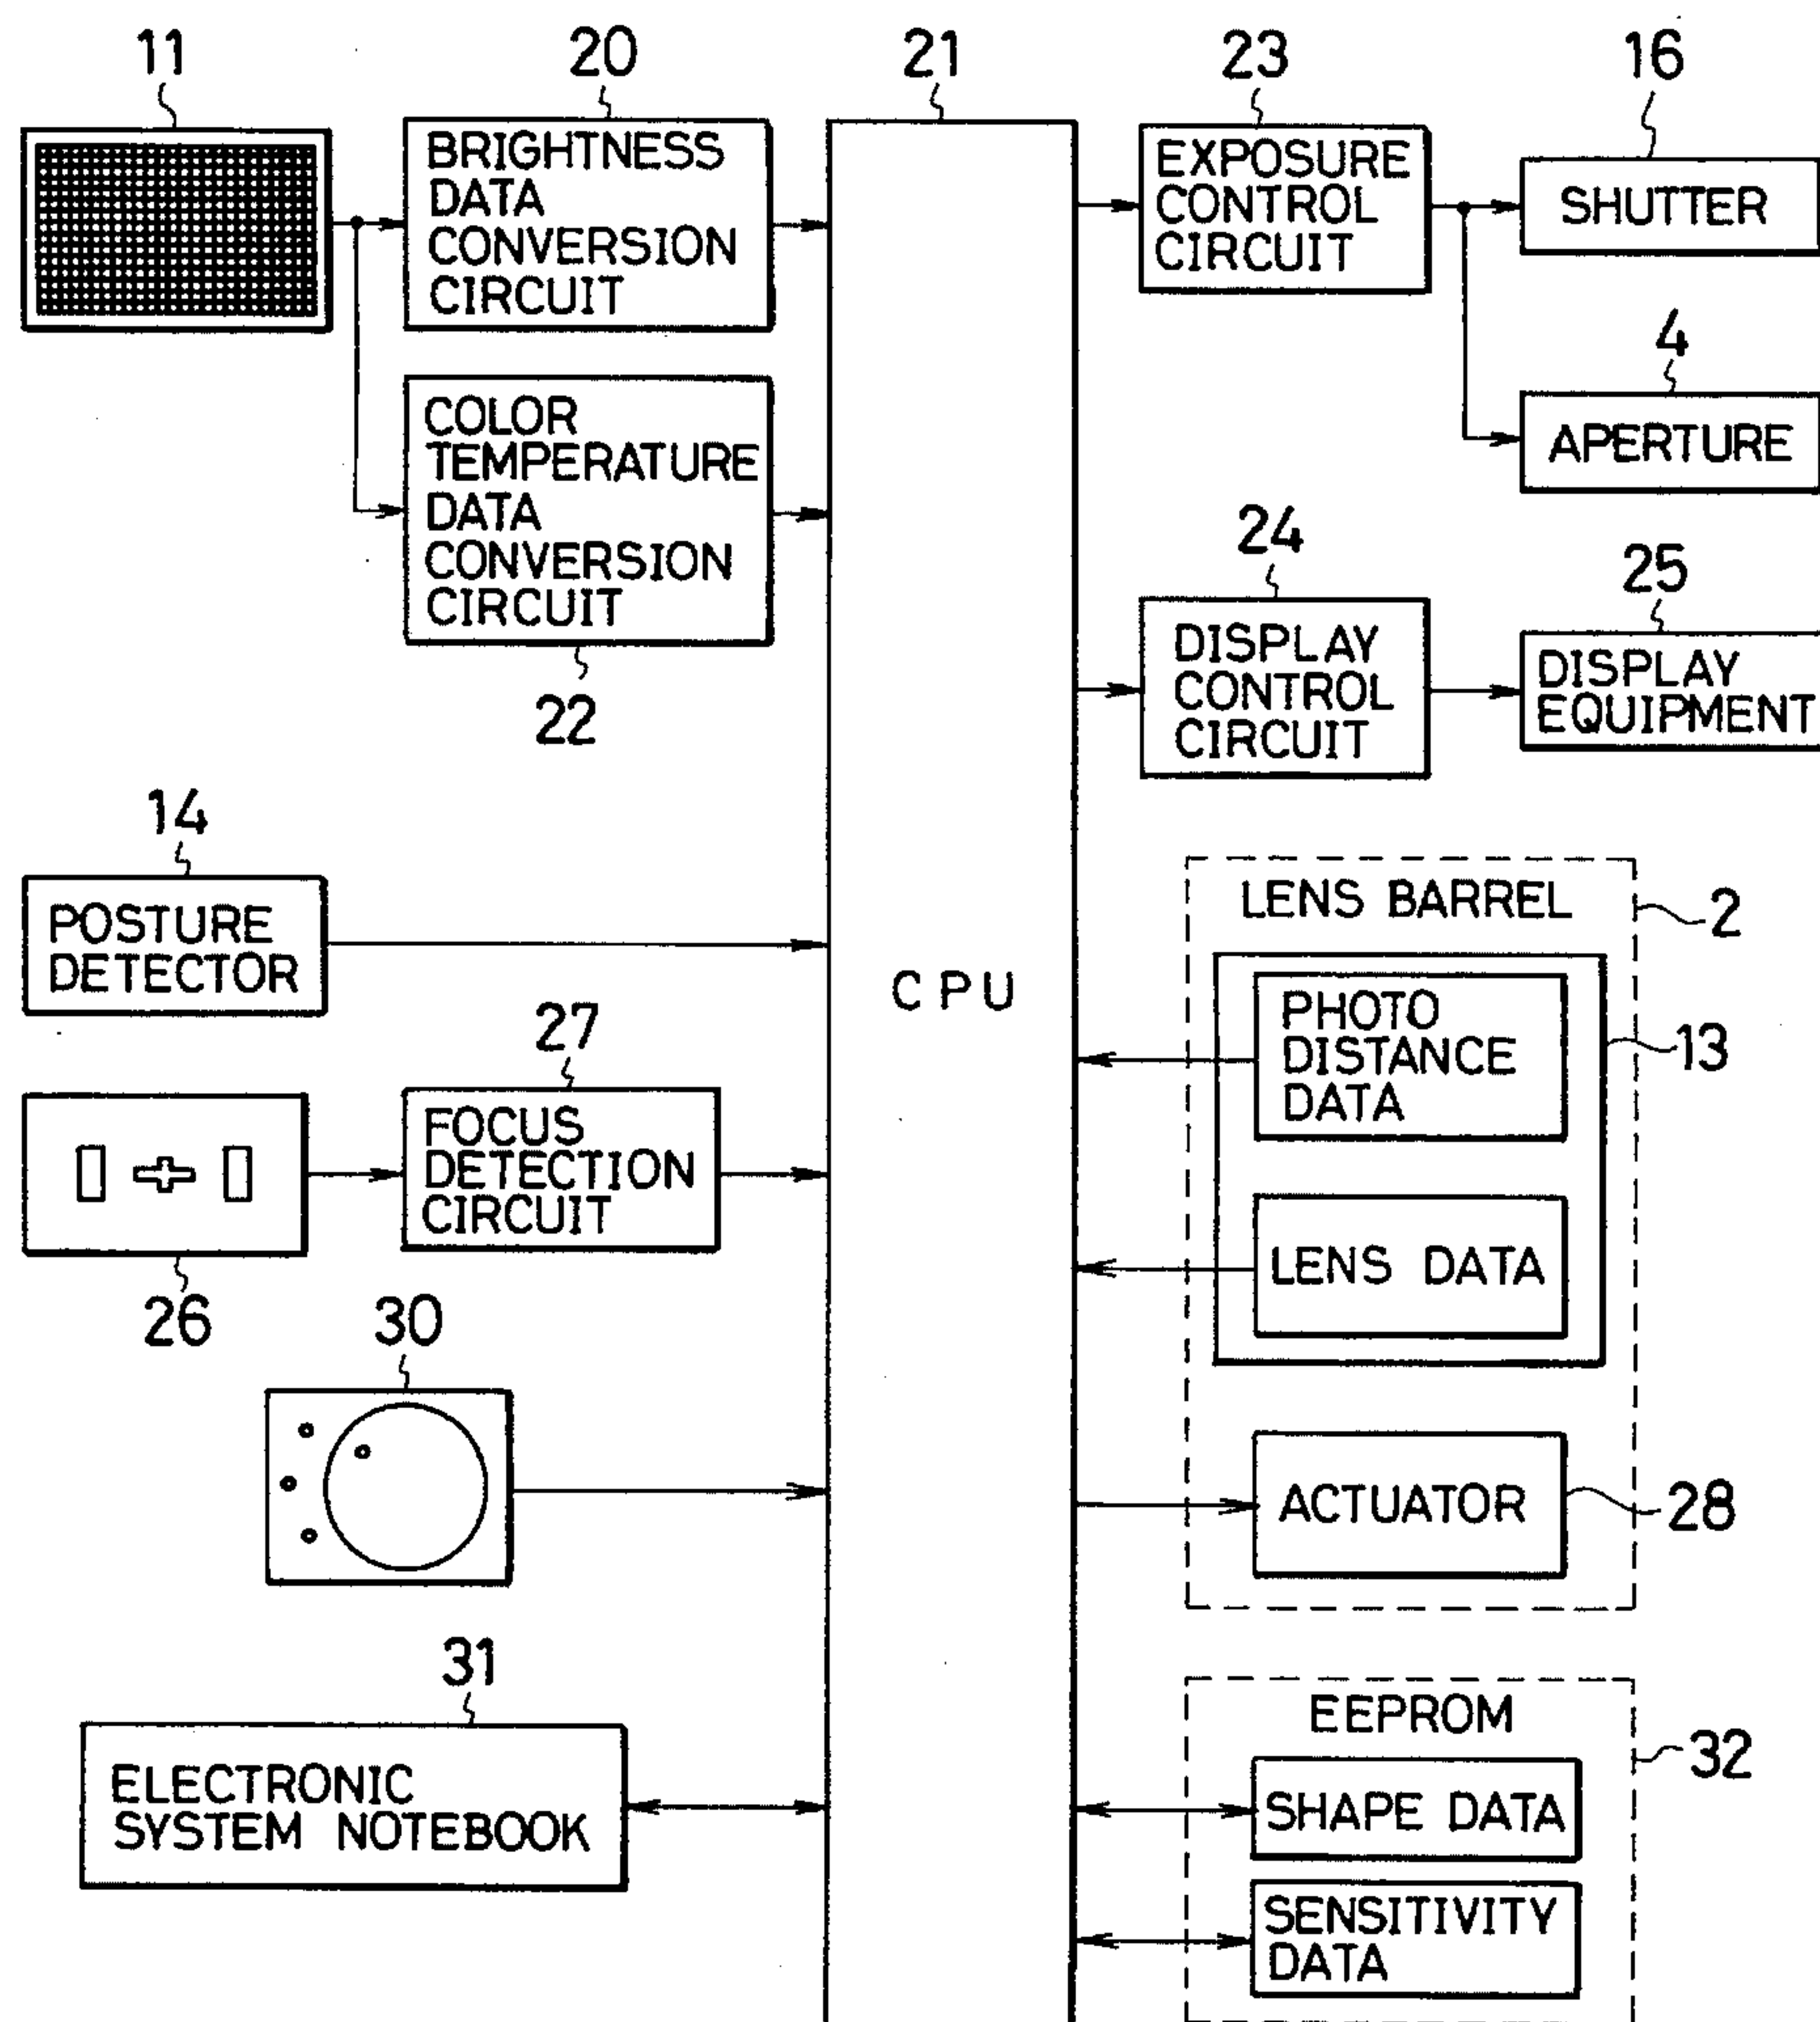 11
20
21
23
16
BRIGHTNESS
DATA
CONVERSION
CIRCUIT
EXPOSURE
CONTROL
CIRCUIT
SHUTTER
4
APERTURE
COLOR
TEMPERATURE
DATA
CONVERSION
CIRCUIT
22
24
25
DISPLAY
CONTROL
CIRCUIT
DISPLAY
EQUIPMENT
14
POSTURE
DETECTOR
CPU
LENS BARREL
2
PHOTO
DISTANCE
DATA
13
27
FOCUS
DETECTION
CIRCUIT
26
LENS DATA
30
ACTUATOR
28
31
ELECTRONIC
SYSTEM NOTEBOOK
EEPROM
32
SHAPE DATA
SENSITIVITY
DATA